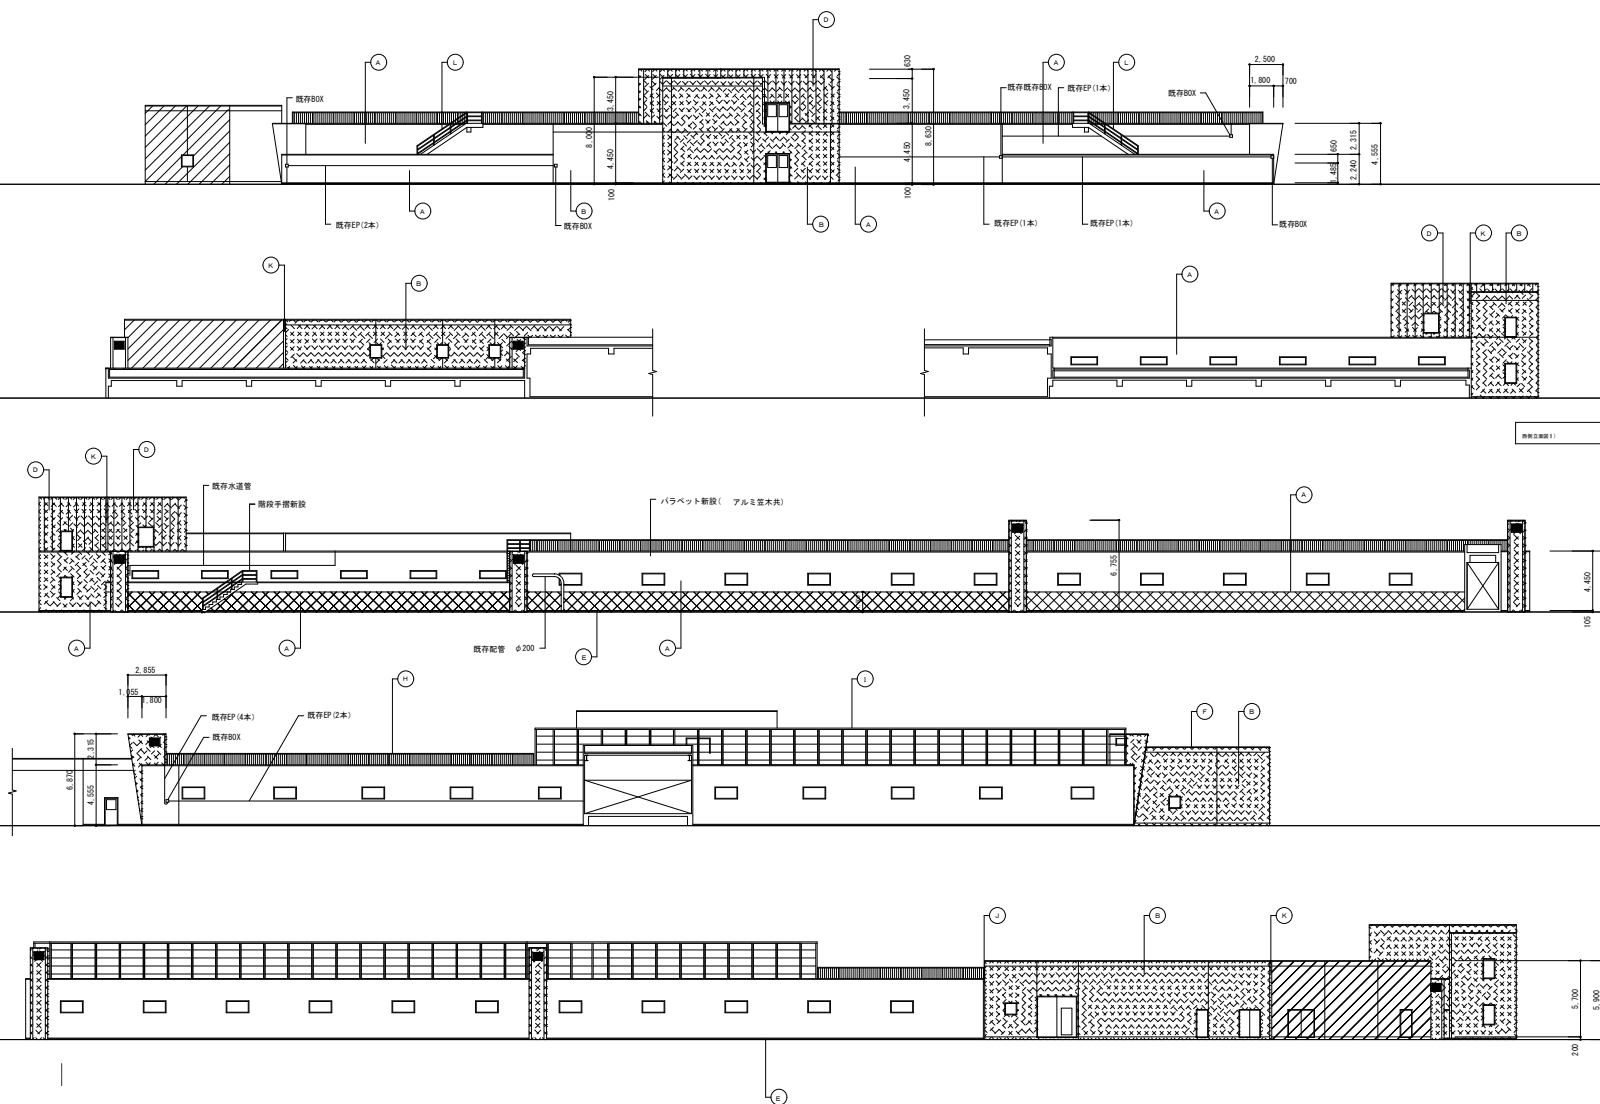 D
A
L
A
L
630
2,500
1,800
700
既存BOX
既存既存BOX
既存EP(1本)
既存BOX
3,450
8,000
4,450
100
3,450
4,450
8,630
100
650
1,485
2,315
2,240
4,555
A
B
B
A
A
既存EP(2本)
既存BOX
既存EP(1本)
既存EP(1本)
既存BOX
K
B
A
D
K
B
西側立面図1)
D
K
D
A
既存水道管
階段手摺新設
パラペット新設( アルミ笠木共)
6,755
4,450
105
A
A
既存配管 φ200
E
A
2,855
1,055
1,800
H
I
F
B
既存EP(4本)
既存EP(2本)
既存BOX
2,315
6,870
4,555
J
B
K
5,700
5,900
200
E